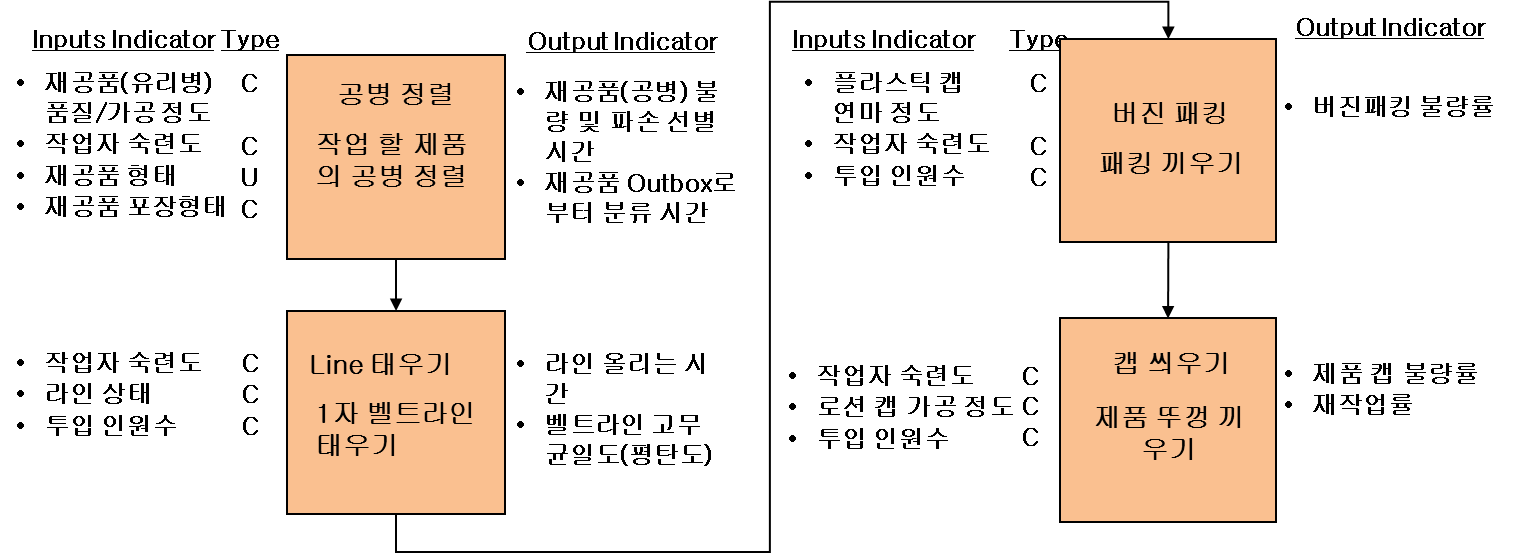 Inputs Indicator Type
• 재공품(유리병) C
품질/가공 정도
• 작업자 숙련도 C
• 재공품 형태 U
• 재공품 포장형태 C
공병 정렬
작업 할 제품
의 공병 정렬
Output Indicator
• 재공품(공병) 불
량 및 파손 선별
시간
• 재공품 Outbox로
부터 분류 시간
• 작업자 숙련도 C
• 라인 상태 C
• 투입 인원수 C
Line 태우기
1자 벨트라인
태우기
• 라인 올리는 시
간
• 벨트라인 고무
균일도(평탄도)
Inputs Indicator Type
• 플라스틱 캡 C
연마 정도
• 작업자 숙련도 C
• 투입 인원수 C
버진 패킹
패킹 끼우기
Output Indicator
• 버진패킹 불량률
• 작업자 숙련도 C
• 로션 캡 가공 정도 C
• 투입 인원수 C
캡 씌우기
제품 뚜껑 끼
우기
• 제품 캡 불량률
• 재작업률